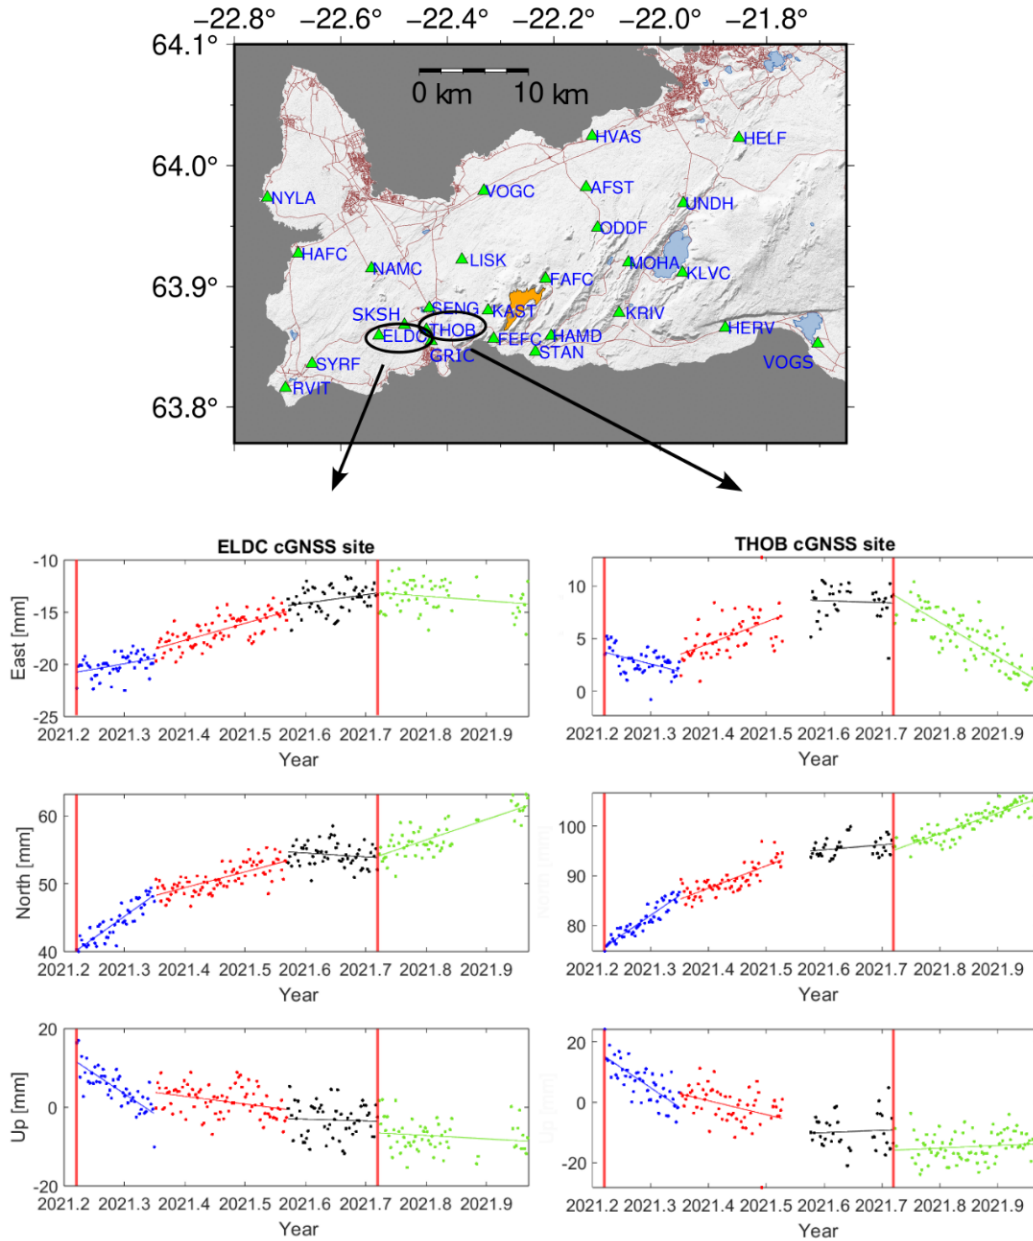 −22.8° −22.6° −22.4° −22.2° −22.0° −21.8°
64.1°
64.0°
63.9°
63.8°
0 km 10 km
HVAS
HELF
NYLA
VOGC
AFST
UNDH
ODDF
HAFC
NAMC
LISK
MOHA
KLVC
FAFC
SENG
KAST
KRIV
SKSH
THOB
HERV
ELDC
FEFC
HAMD
GRIC
STAN
VOGS
SYRF
RVIT
ELDC cGNSS site
East [mm]
-10
-15
-20
-25
2021.2 2021.3 2021.4 2021.5 2021.6 2021.7 2021.8 2021.9
Year
North [mm]
60
50
40
2021.2 2021.3 2021.4 2021.5 2021.6 2021.7 2021.8 2021.9
Year
Up [mm]
20
0
-20
2021.2 2021.3 2021.4 2021.5 2021.6 2021.7 2021.8 2021.9
Year
THOB cGNSS site
10
5
0
2021.2 2021.3 2021.4 2021.5 2021.6 2021.7 2021.8 2021.9
Year
North [mm]
100
90
80
2021.2 2021.3 2021.4 2021.5 2021.6 2021.7 2021.8 2021.9
Year
Up [mm]
20
0
-20
2021.2 2021.3 2021.4 2021.5 2021.6 2021.7 2021.8 2021.9
Year